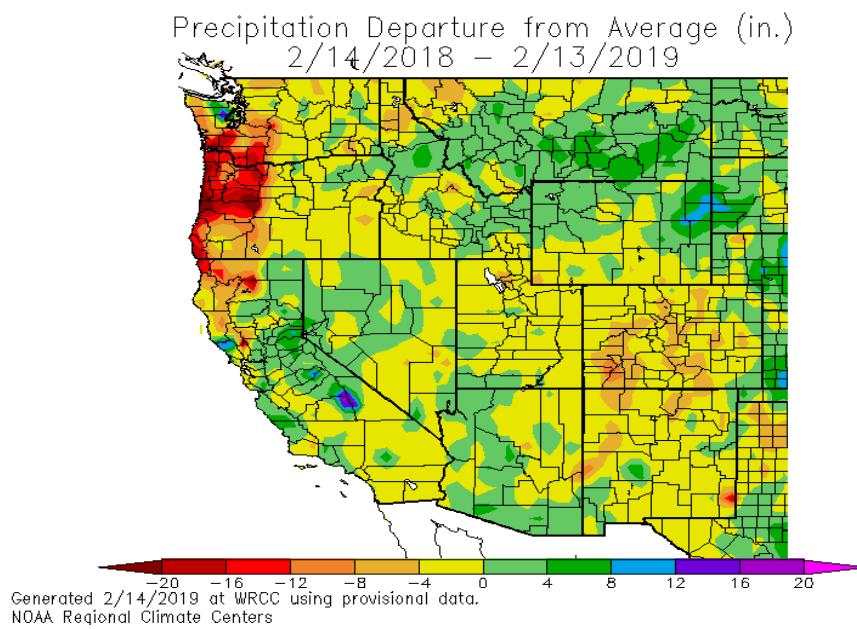 Precipitation Departure from Average (in.)
2/14/2018 – 2/13/2019
-20 -16 -12 -8 -4 0 4 8 12 16 20
Generated 2/14/2019 at WRCC using provisional data.
NOAA Regional Climate Centers